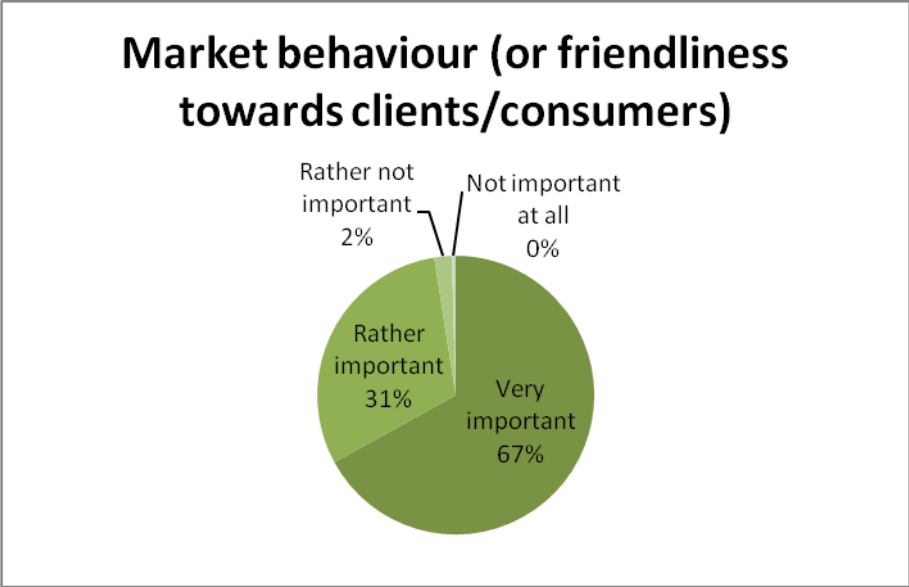 Market behaviour (or friendliness
towards clients/consumers)
Rather not
important
2%
Not important
at all
0%
Rather
important
31%
Very
important
67%